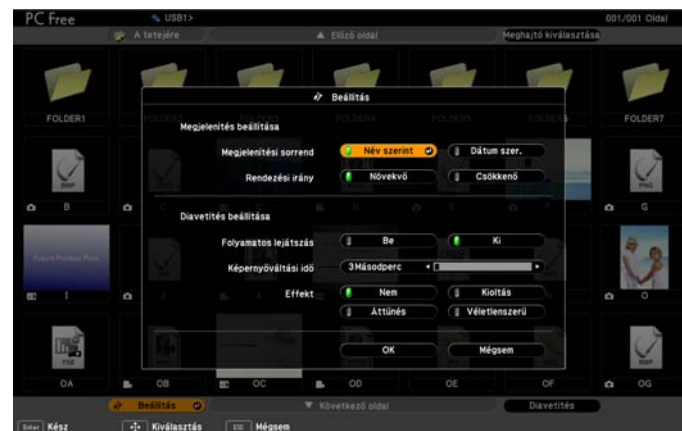 PC Free USB1> 001/001 Oldal
A tetejére Előző oldal Meghajtó kiválasztása
Beállítás
FOLDER1 FOLDER7
Megjelenítés beállítása
Megjelenítési sorrend Név szerint Dátum szer.
Rendezési irány Növekvő Csökkenő
B C G
Diavetítés beállítása
Folyamatos lejátszás Be Ki
Képernyőváltási idő 3Másodperc
Effekt Nem Kioltás
I O
Áttűnés Véletlenszerű
OK Mégsem
OA OB OC OD OE OF OG
Beállítás Következő oldal Diavetítés
Enter Kész Kiválasztás ESC Mégsem